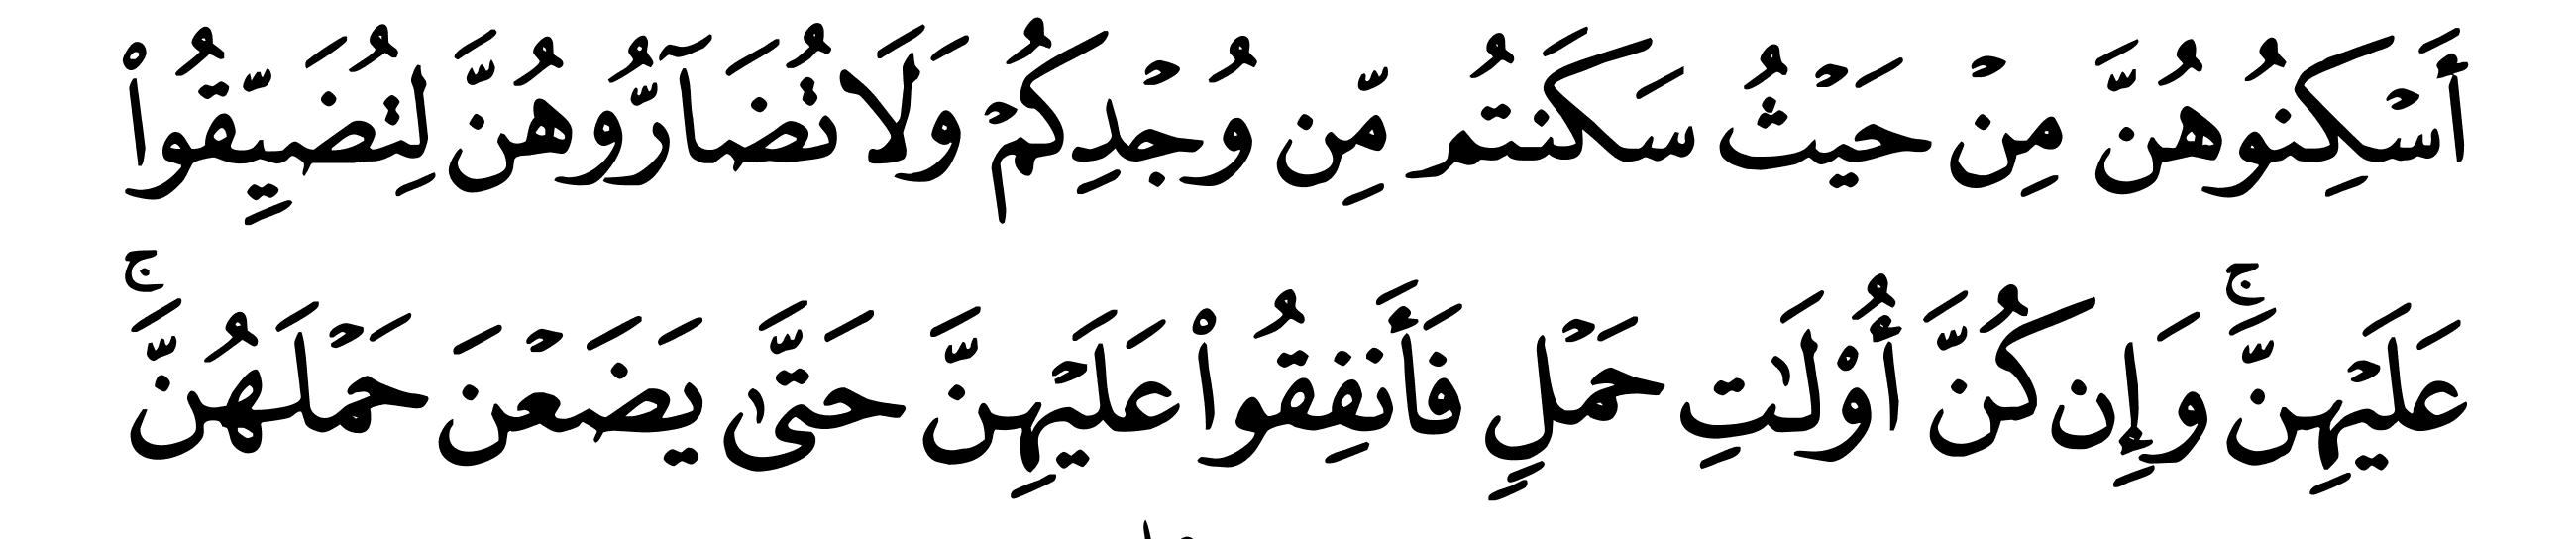 أَسۡكِنُوهُنَّ مِنۡ حَيۡثُ سَكَنتُم مِّن وُجۡدِكُمۡ وَلَا تُضَآرُّوهُنَّ لِتُضَيِّقُواْ
عَلَيۡهِنَّۚ وَإِن كُنَّ أُوْلَٰتِ حَمۡلٖ فَأَنفِقُواْ عَلَيۡهِنَّ حَتَّىٰ يَضَعۡنَ حَمۡلَهُنَّۚ